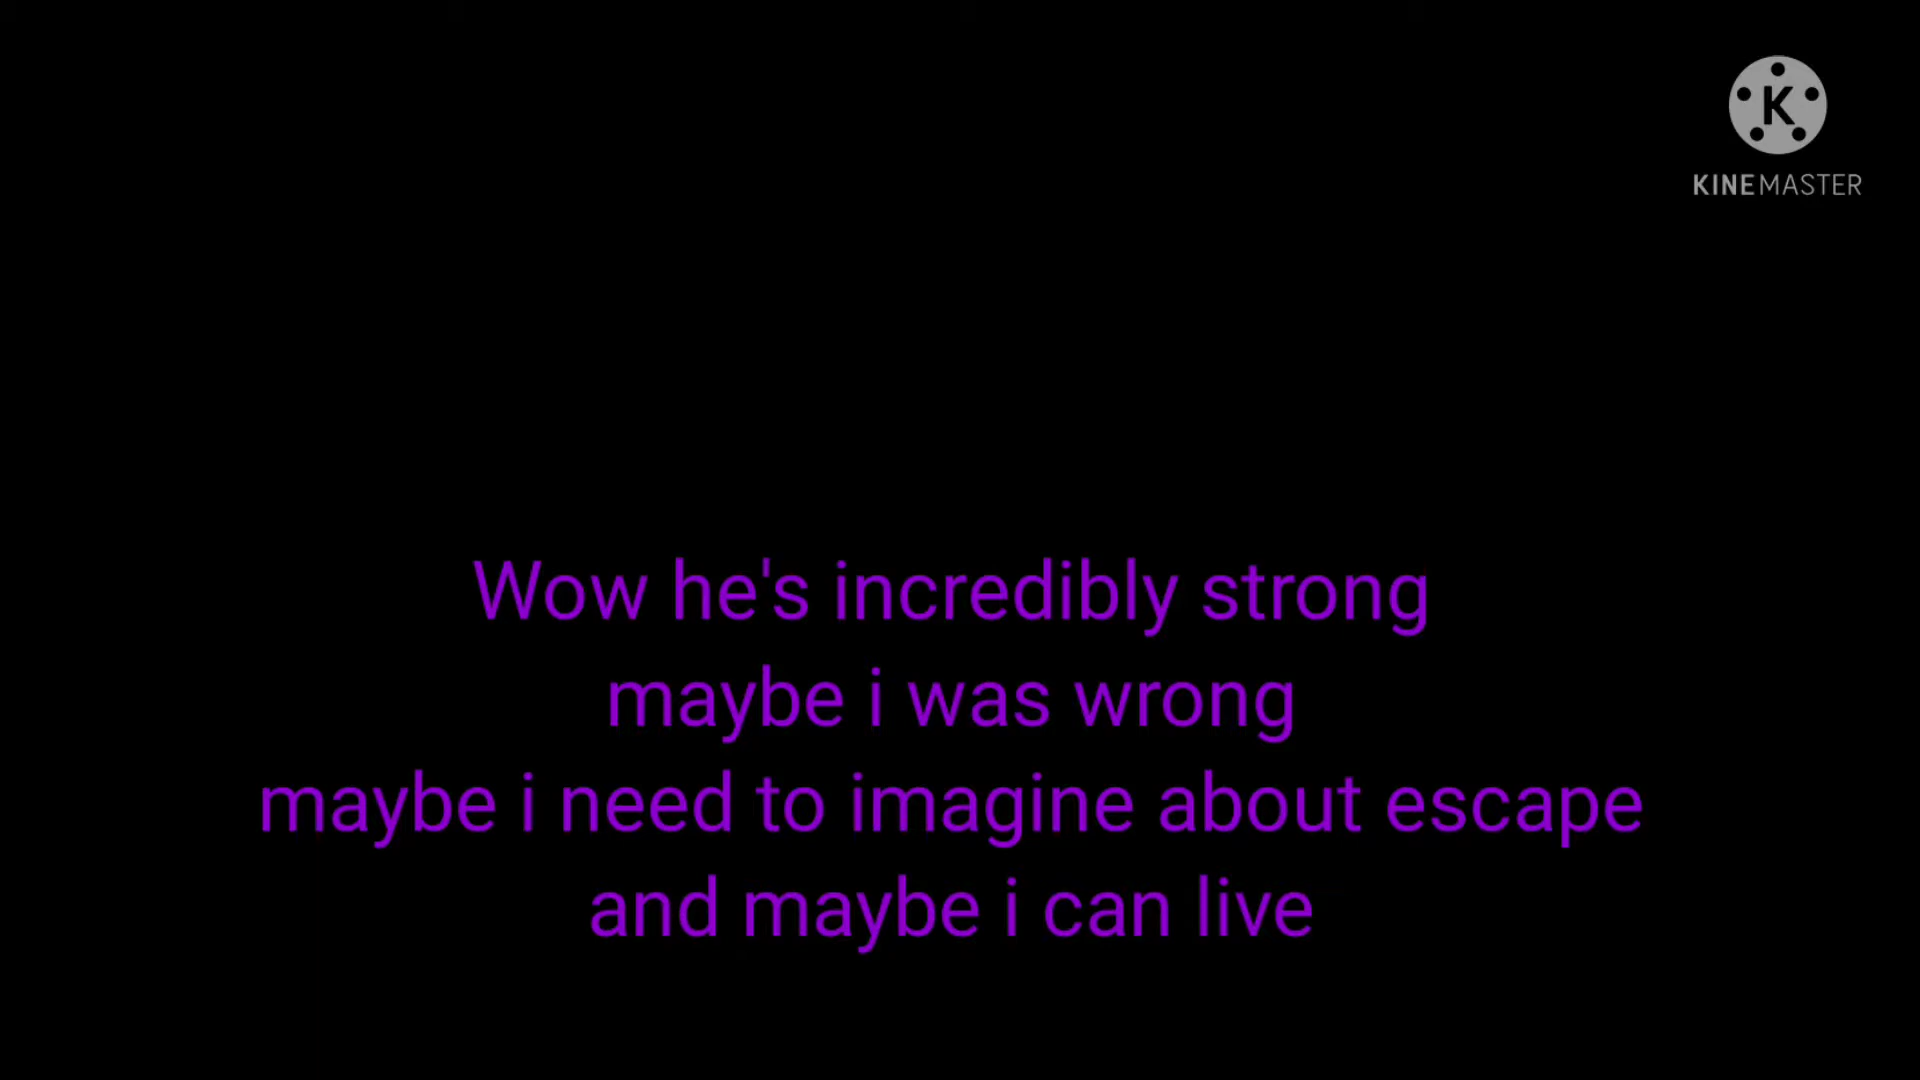 K
KINEMASTER
Wow he's incredibly strong
maybe i was wrong
maybe i need to imagine about escape
and maybe i can live